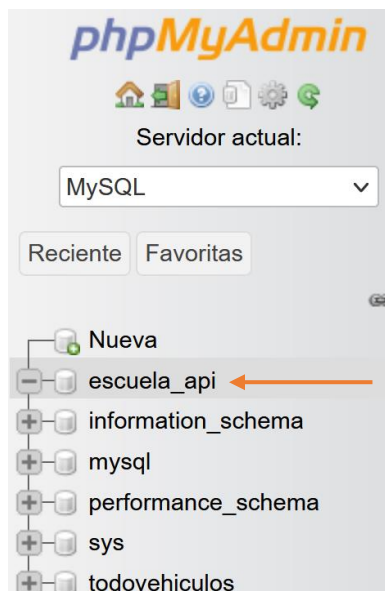 phpMyAdmin
Servidor actual:
MySQL
Reciente Favoritas
Nueva
escuela_api
information_schema
mysql
performance_schema
sys
todovehiculos